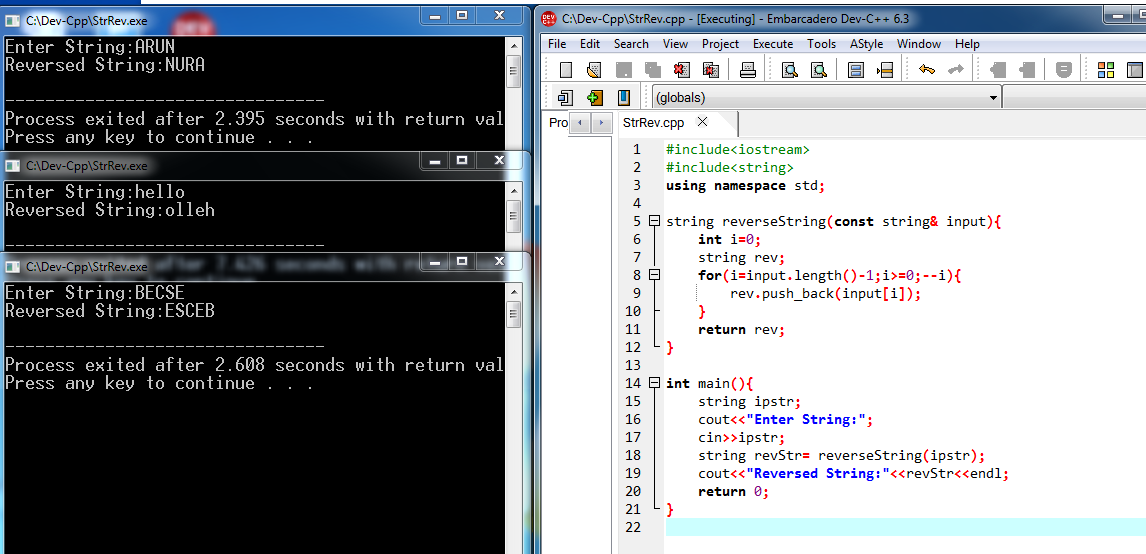 C:\Dev-Cpp\StrRev.exe
Enter String:ARUN
Reversed String:NURA
--------------------------------
Process exited after 2.395 seconds with return val
Press any key to continue . . .
C:\Dev-Cpp\StrRev.exe
Enter String:hello
Reversed String:olleh
--------------------------------
C:\Dev-Cpp\StrRev.exe
Enter String:BECSE
Reversed String:ESCEB
--------------------------------
Process exited after 2.608 seconds with return val
Press any key to continue . . .
C:\Dev-Cpp\StrRev.cpp - [Executing] - Embarcadero Dev-C++ 6.3
File Edit Search View Project Execute Tools AStyle Window Help
(globals)
Pro
StrRev.cpp
1 #include<iostream>
2 #include<string>
3 using namespace std;
4
5 string reverseString(const string& input){
6 int i=0;
7 string rev;
8 for(i=input.length()-1;i>=0;--i){
9 rev.push_back(input[i]);
10 }
11 return rev;
12 }
13
14 int main(){
15 string ipstr;
16 cout<<"Enter String:";
17 cin>>ipstr;
18 string revStr= reverseString(ipstr);
19 cout<<"Reversed String:"<<revStr<<endl;
20 return 0;
21 }
22